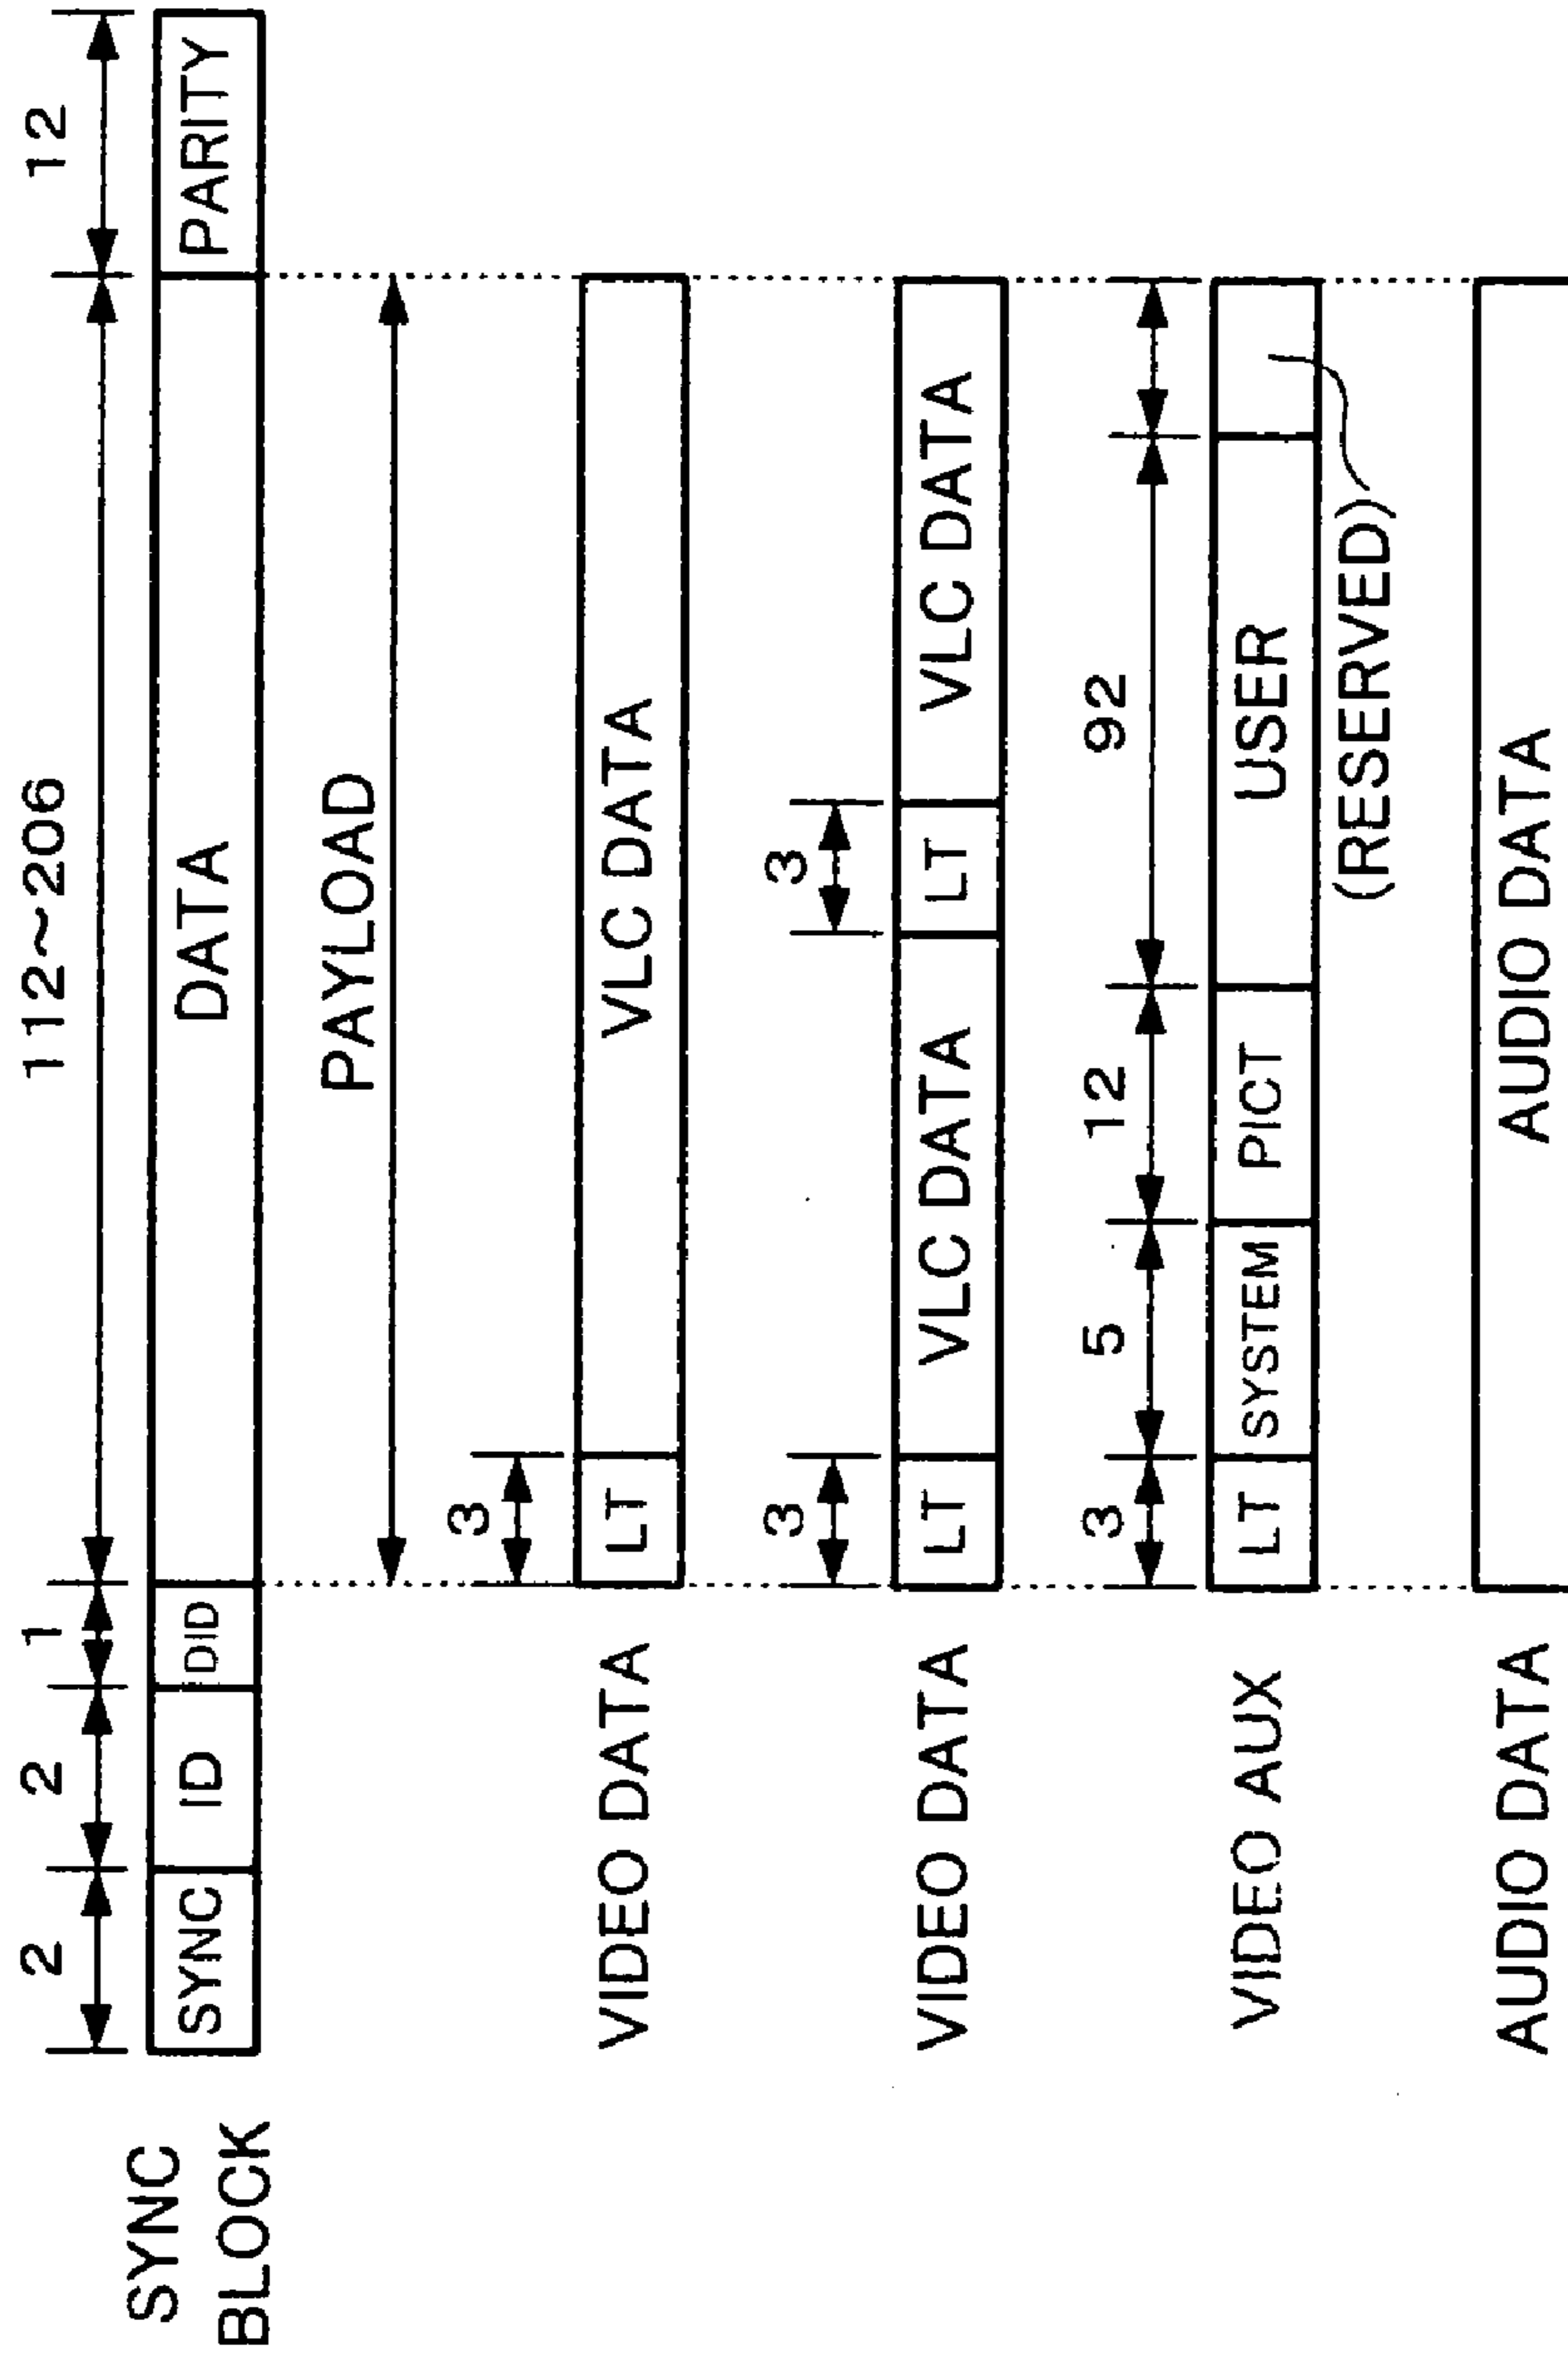 2 2 1 112~206 12
SYNC BLOCK
SYNC ID DID DATA PARITY
PAYLOAD
3
VIDEO DATA LT VLC DATA
3 3
VIDEO DATA LT VLC DATA LT VLC DATA
3 5 12 92
VIDEO AUX LT SYSTEM PICT USER
(RESERVED)
AUDIO DATA AUDIO DATA